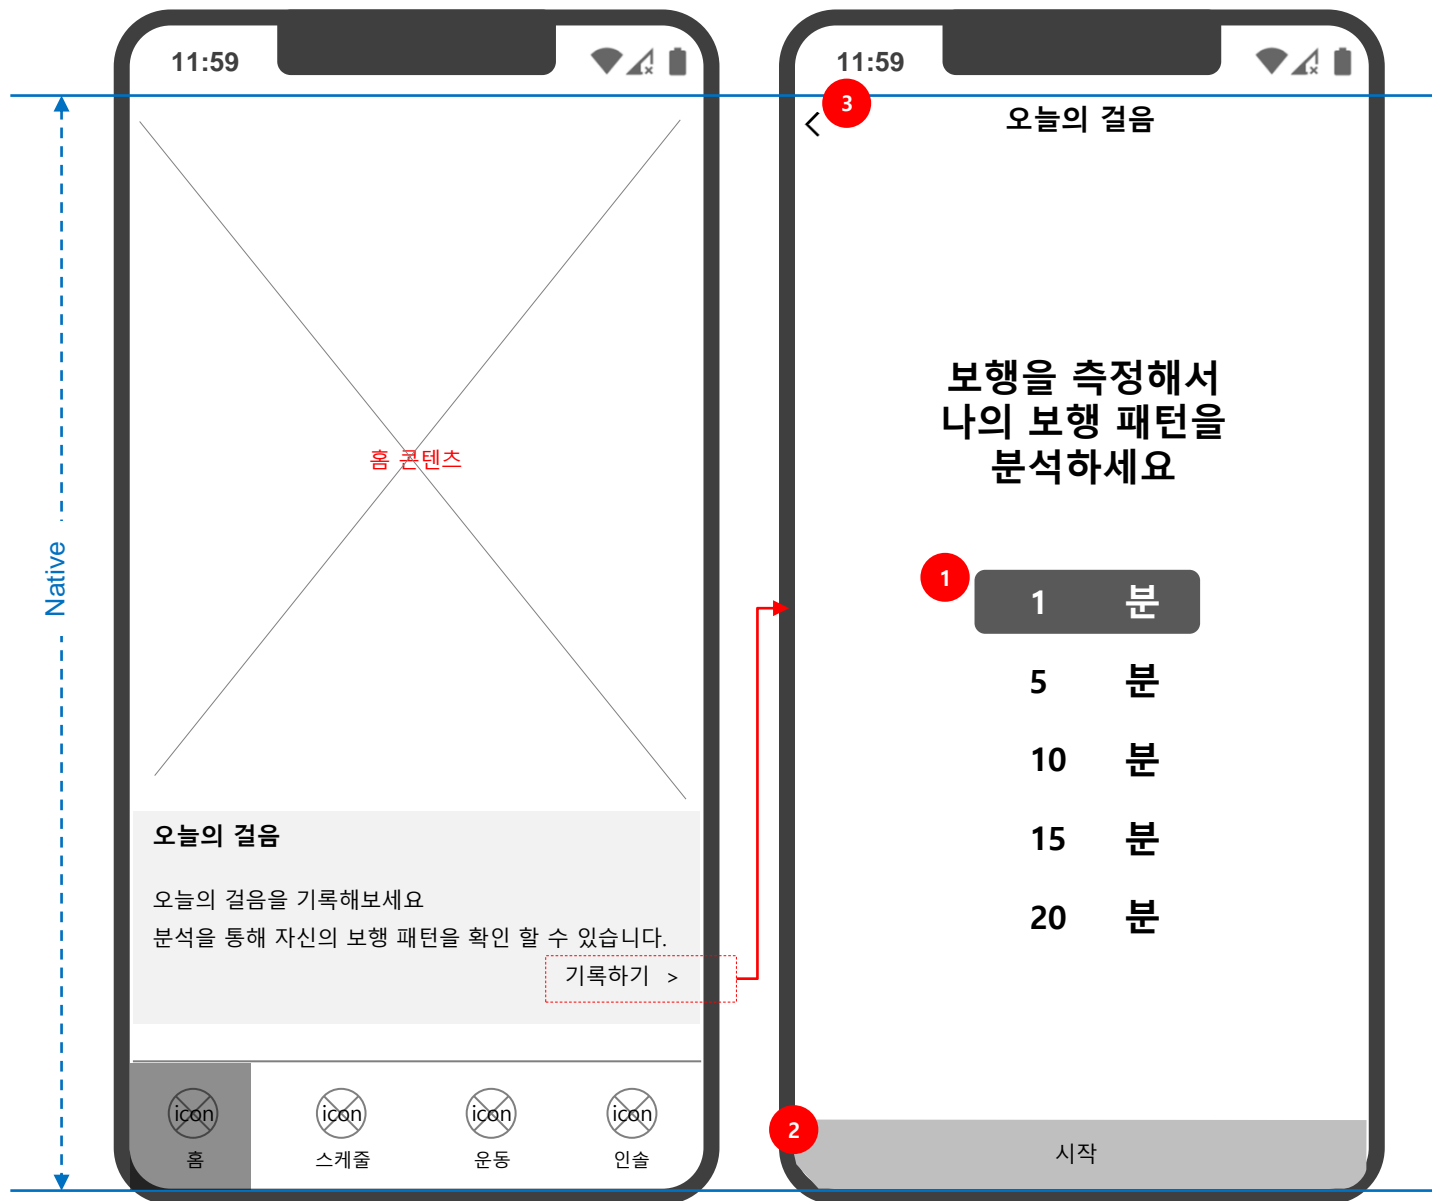 11:59
홈 콘텐츠
Native
오늘의 걸음
오늘의 걸음을 기록해보세요
분석을 통해 자신의 보행 패턴을 확인 할 수 있습니다.
기록하기 >
icon
홈
icon
스케줄
icon
운동
icon
인솔
11:59
3
오늘의 걸음
보행을 측정해서
나의 보행 패턴을
분석하세요
1
1 분
5 분
10 분
15 분
20 분
2
시작